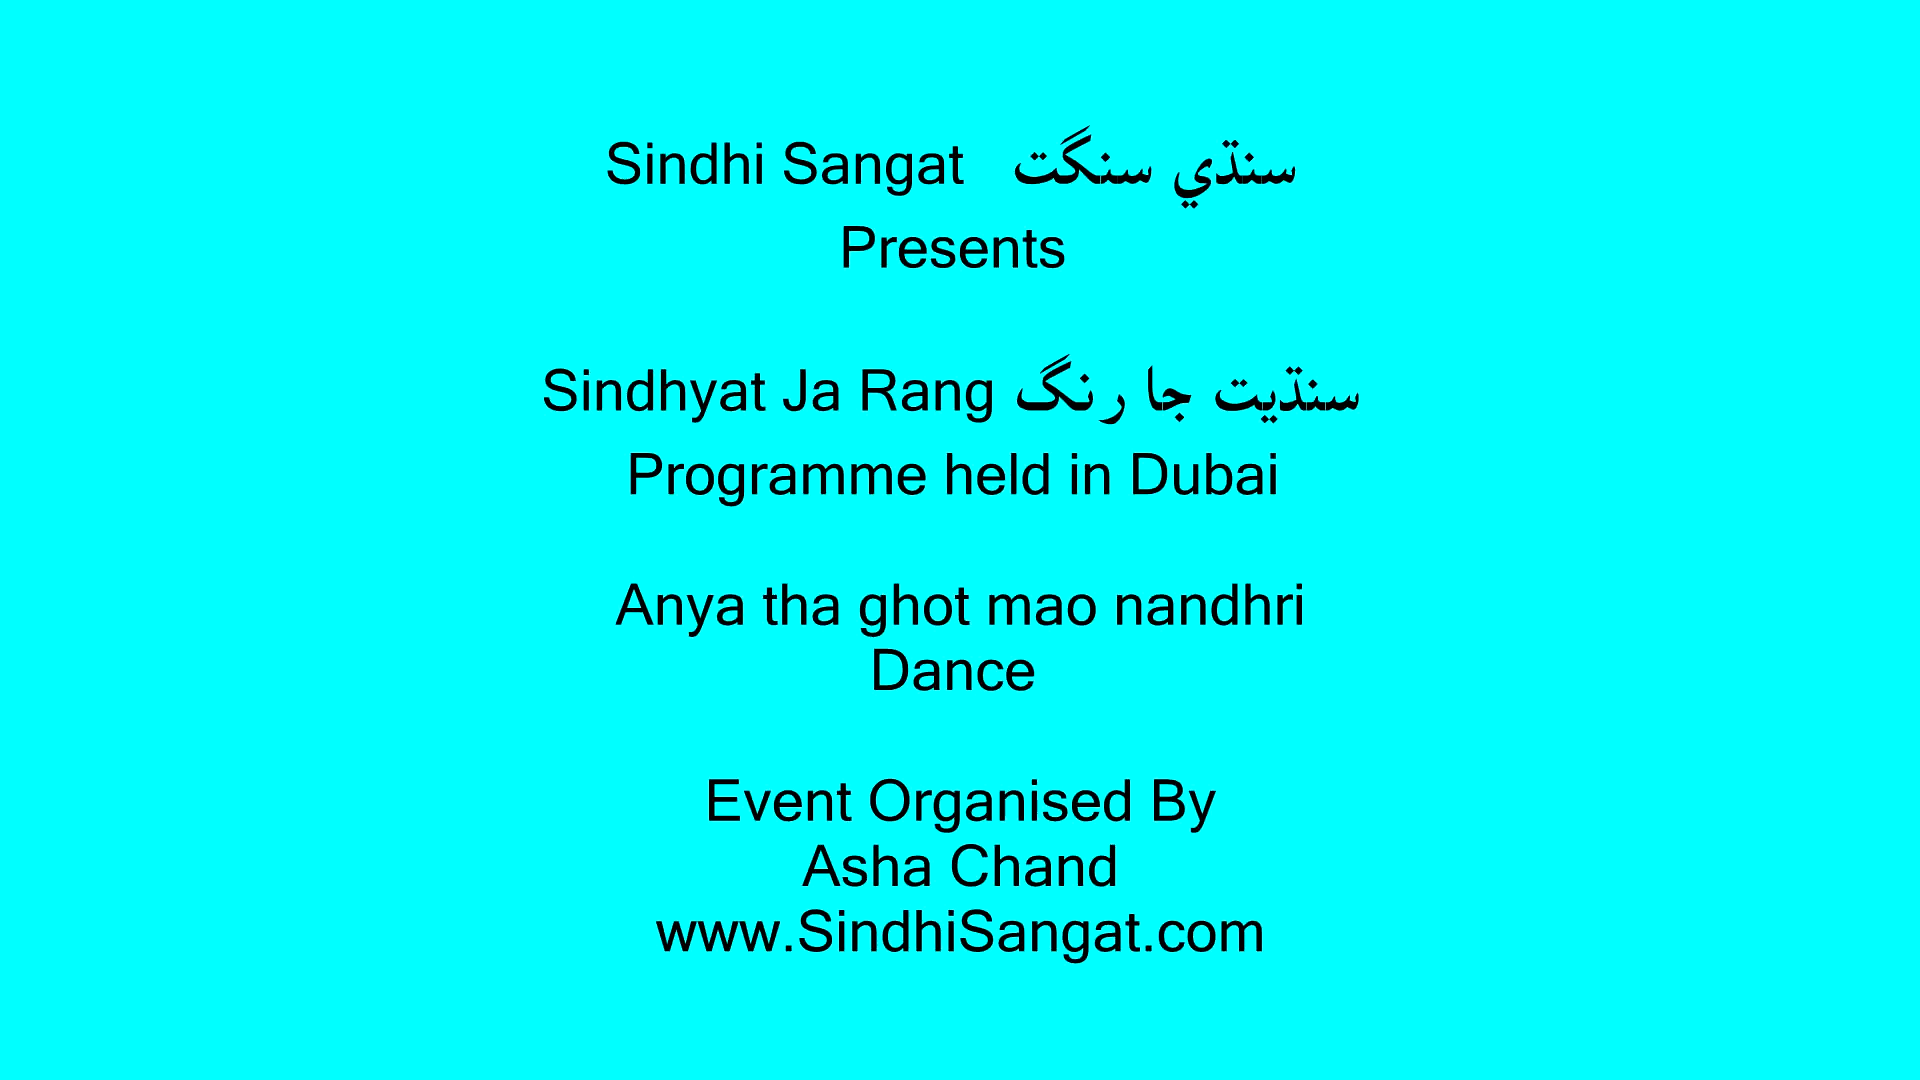 Sindhi Sangat سنڌي سنگت
Presents
Sindhyat Ja Rang سنڌيت جا رنگ
Programme held in Dubai
Anya tha ghot mao nandhri
Dance
Event Organised By
Asha Chand
www.SindhiSangat.com